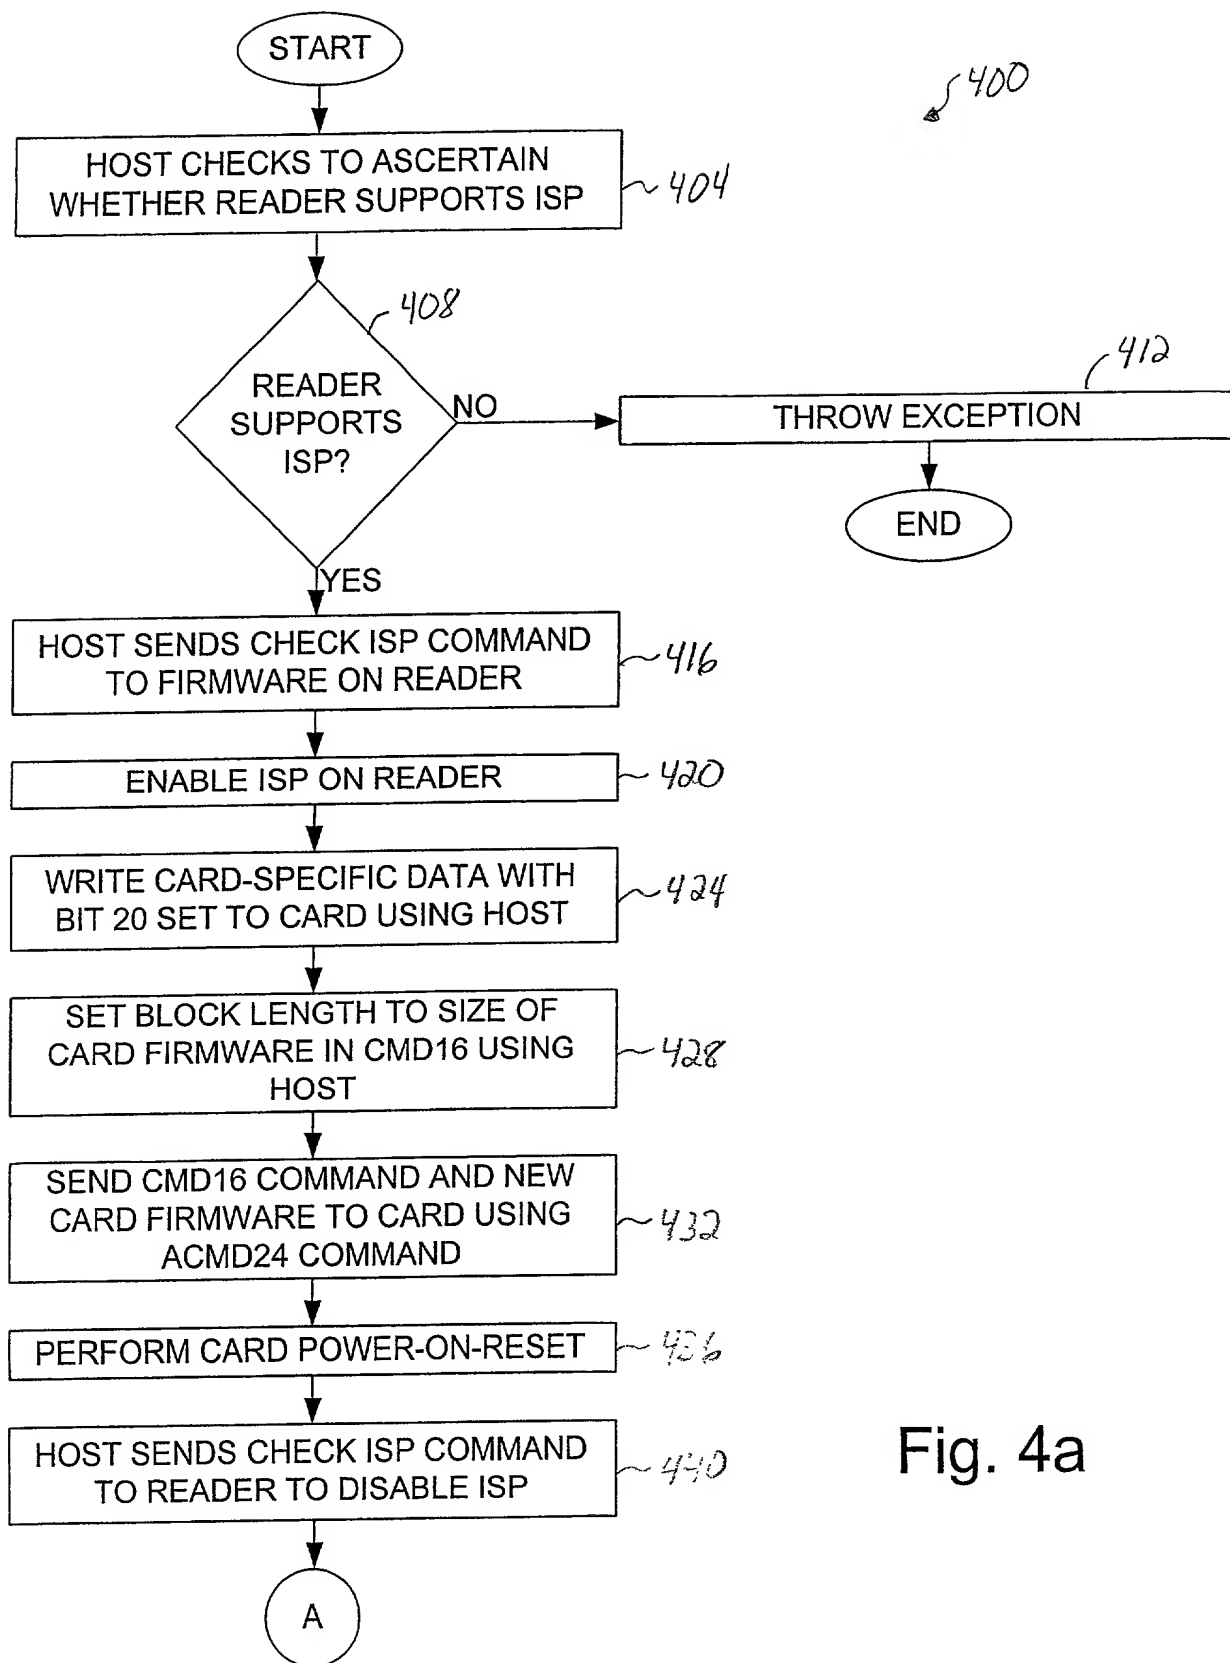 START
400
HOST CHECKS TO ASCERTAIN
WHETHER READER SUPPORTS ISP
404
408
READER
SUPPORTS
ISP?
NO
412
THROW EXCEPTION
END
YES
HOST SENDS CHECK ISP COMMAND
TO FIRMWARE ON READER
416
ENABLE ISP ON READER
420
WRITE CARD-SPECIFIC DATA WITH
BIT 20 SET TO CARD USING HOST
424
SET BLOCK LENGTH TO SIZE OF
CARD FIRMWARE IN CMD16 USING
HOST
428
SEND CMD16 COMMAND AND NEW
CARD FIRMWARE TO CARD USING
ACMD24 COMMAND
432
PERFORM CARD POWER-ON-RESET
436
HOST SENDS CHECK ISP COMMAND
TO READER TO DISABLE ISP
440
Fig. 4a
A